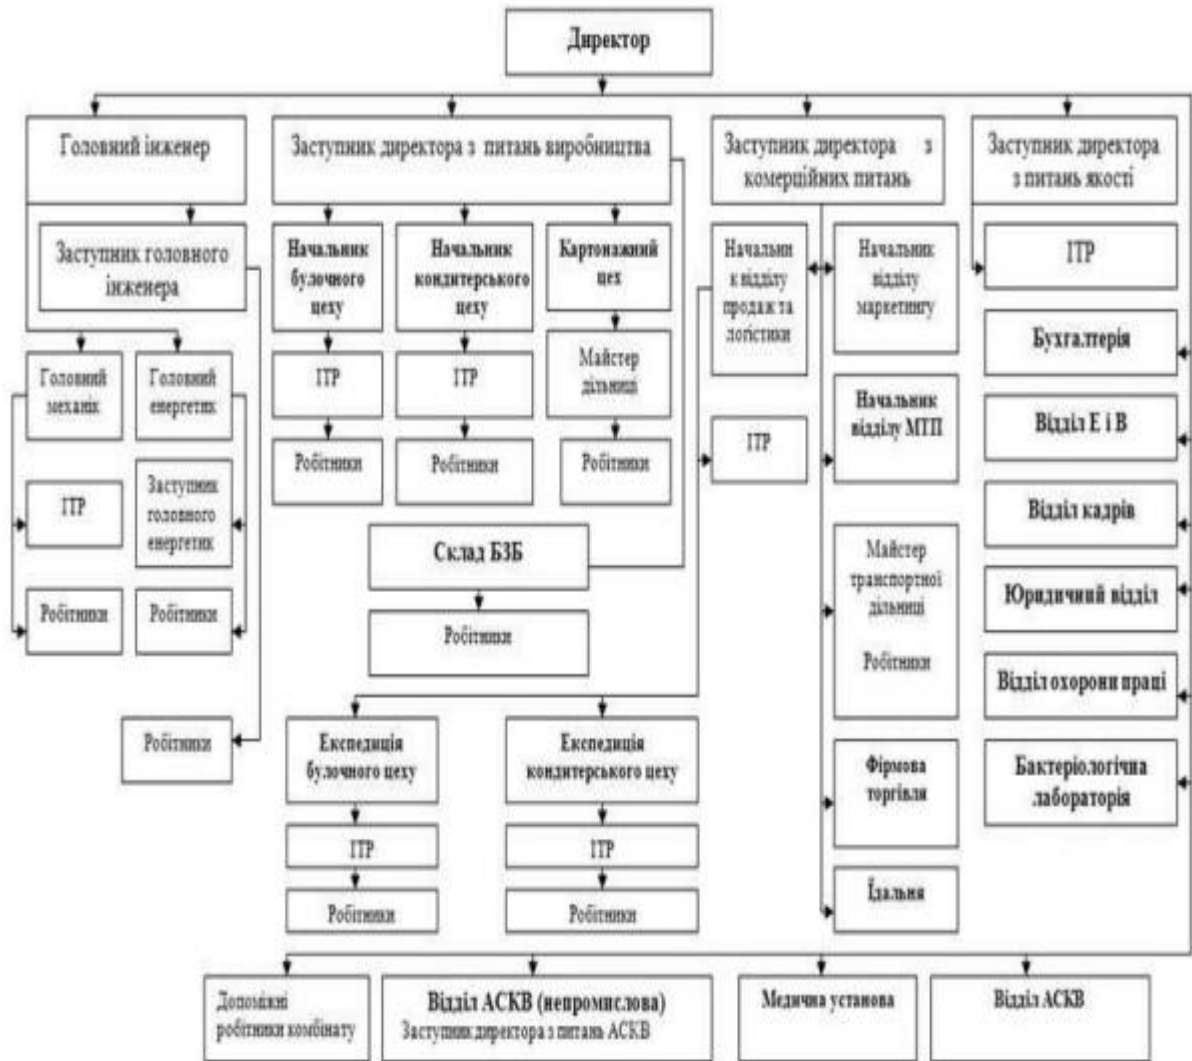 Директор
Головний інженер
Заступник директора з питань виробництва
Заступник директора з
комерційних питань
Заступник директора
з питань якості
Заступник головного
інженера
Начальник
булочного
цеху
Начальник
кондитерського
цеху
Картонажний
цех
Начальни
к відділу
продаж та
логістики
Начальник
відділу
маркетингу
ІТР
Бухгалтерія
Головний
механік
Головний
енергетик
ІТР
ІТР
Майстер
дільниці
Начальник
відділу МТП
Відділ Е і В
ІТР
Робітники
Робітники
Робітники
ІТР
Заступник
головного
енергетик
Відділ кадрів
Склад БЗБ
Майстер
транспортної
дільниці
Робітники
Юридичний відділ
Робітники
Робітники
Робітники
Відділ охорони праці
Робітники
Експедиція
булочного цеху
Експедиція
кондитерського цеху
Фірмова
торгівля
Бактеріологічна
лабораторія
ІТР
ІТР
Їдальня
Робітники
Робітники
Допоміжні
робітники комбінату
Відділ АСКВ (непромислова)
Заступник директора з питань АСКВ
Медична установа
Відділ АСКВ